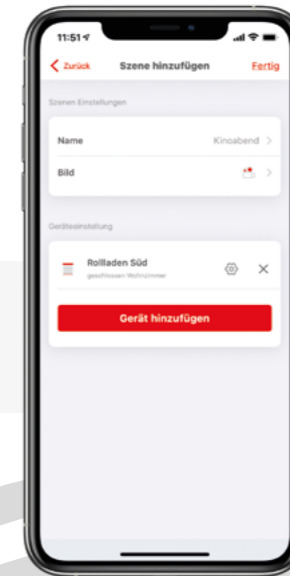 11:51
Zurück Szene hinzufügen Fertig
Szenen Einstellungen
Name Kinoabend
Bild
Geräteeinstellung
Rollladen Süd
geschlossen Wohnzimmer
Gerät hinzufügen